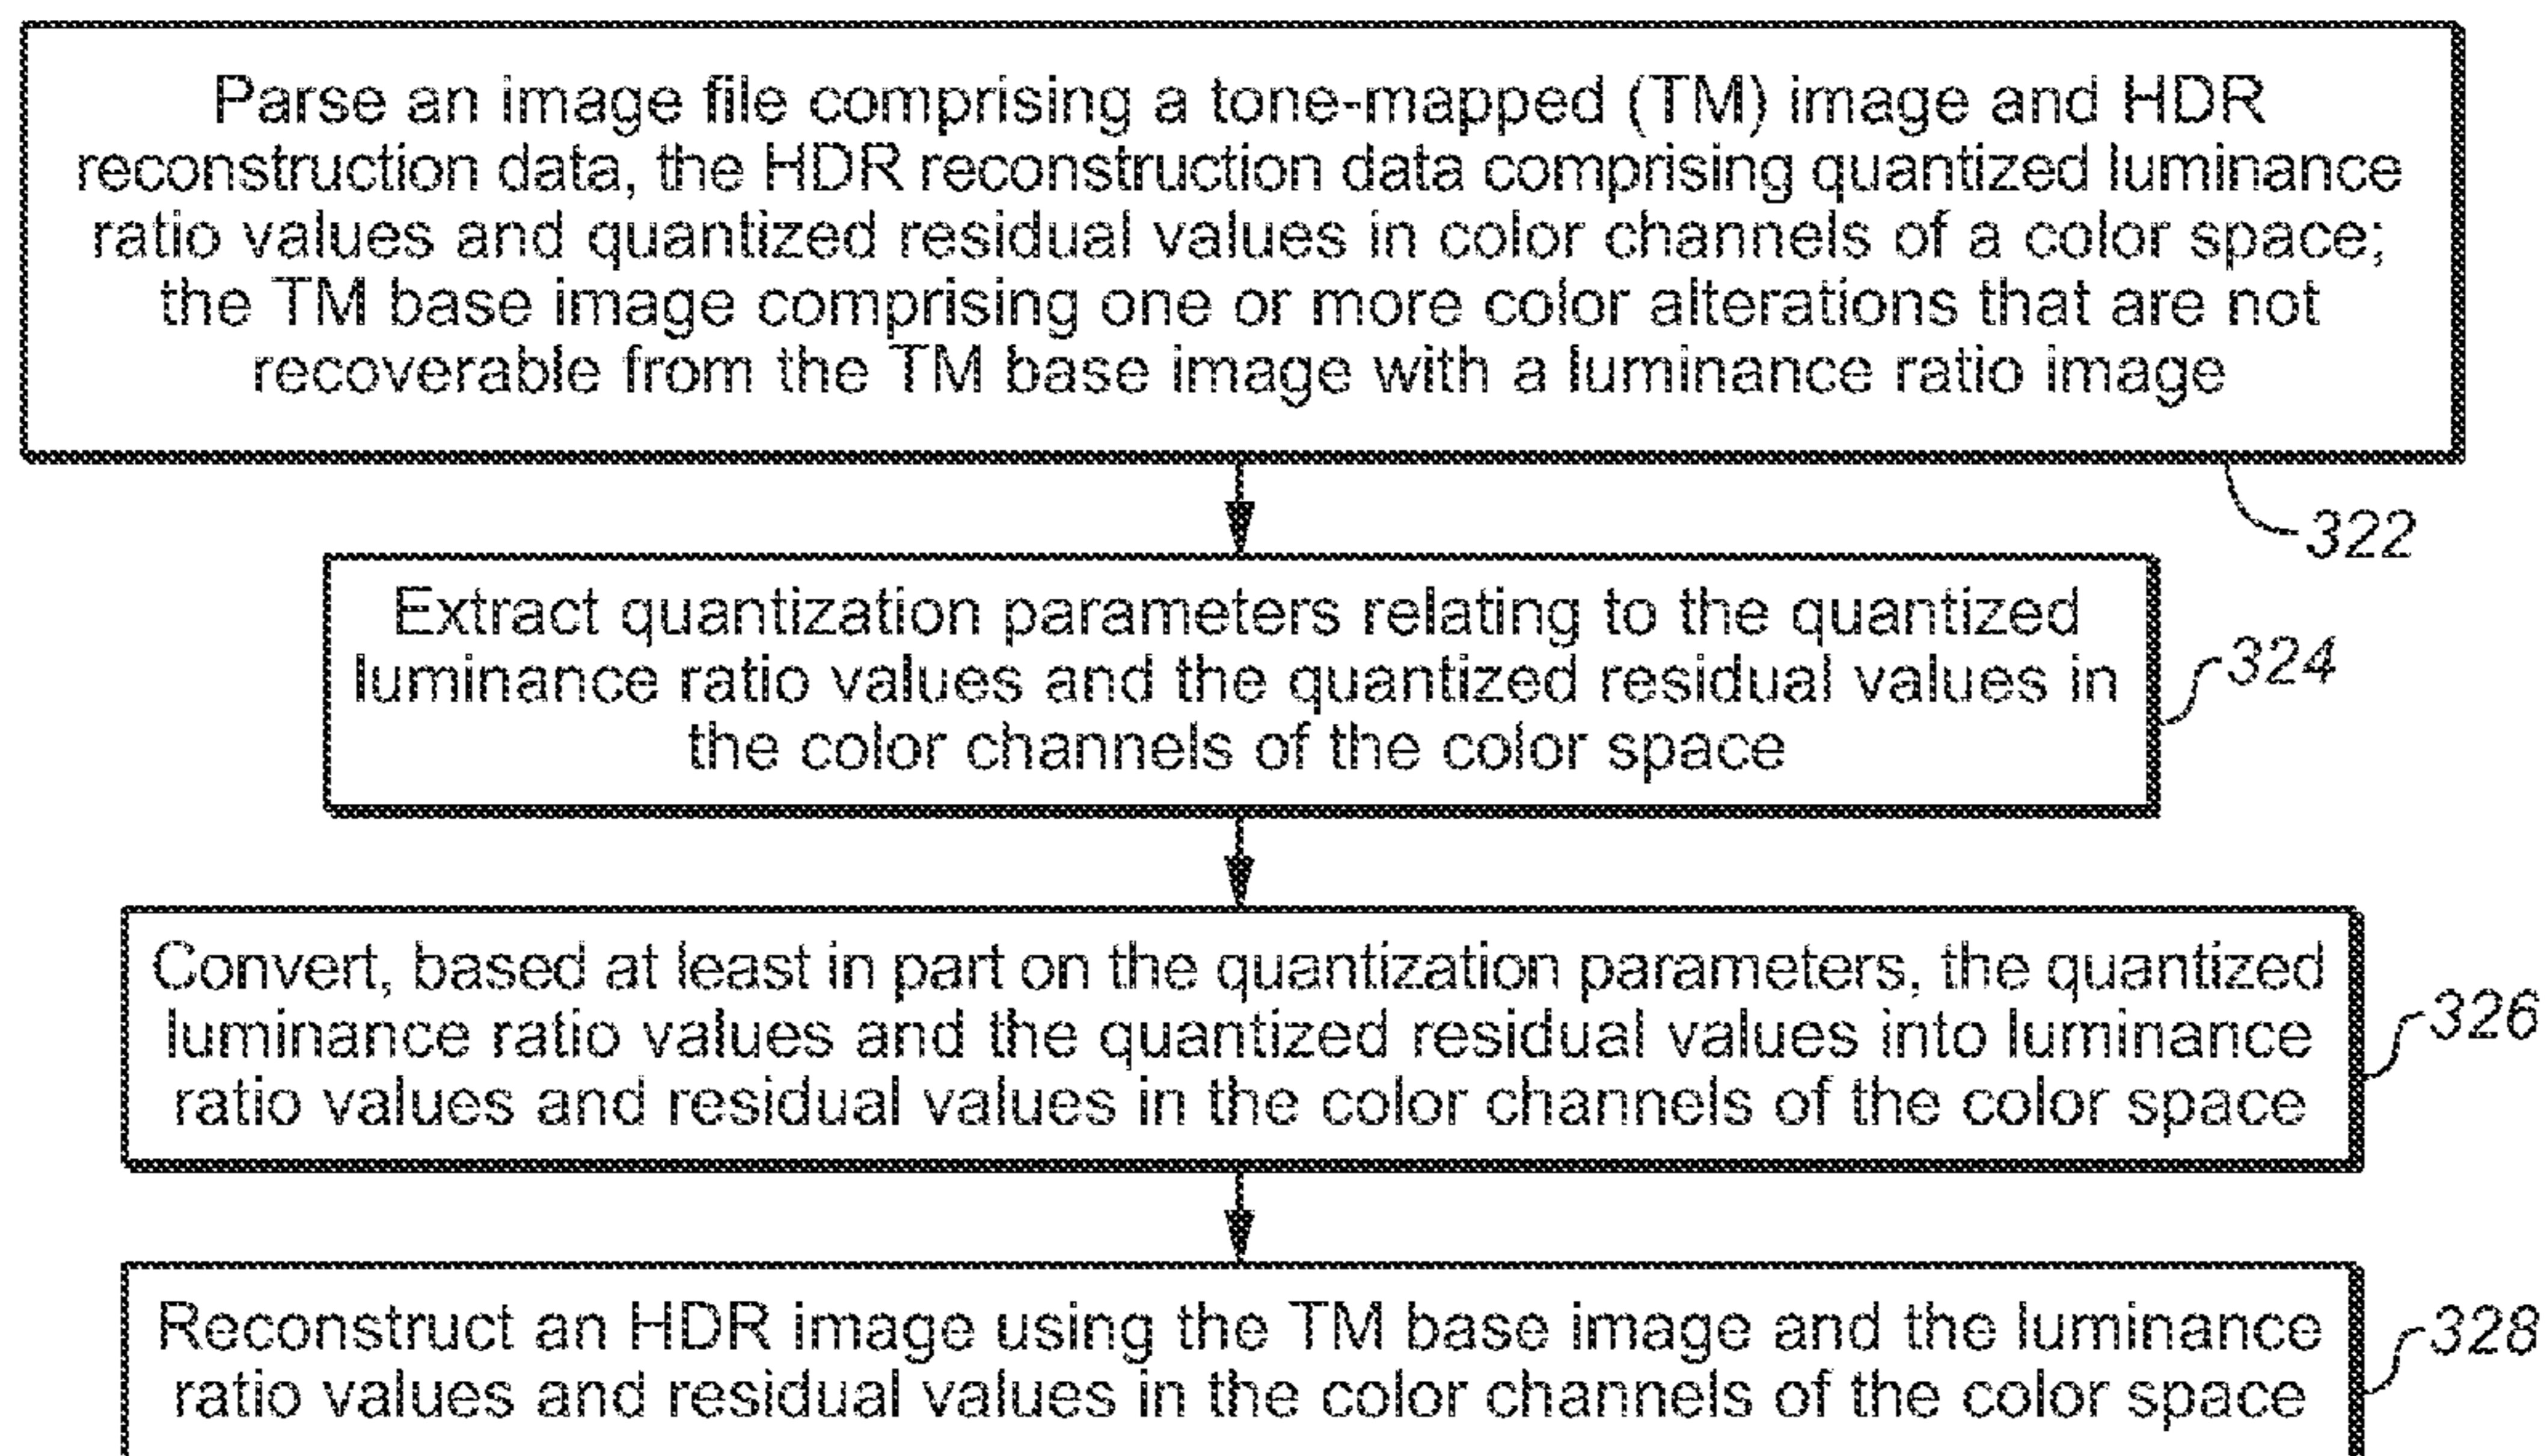 Parse an image file comprising a tone-mapped (TM) image and HDR
reconstruction data, the HDR reconstruction data comprising quantized luminance
ratio values and quantized residual values in color channels of a color space;
the TM base image comprising one or more color alterations that are not
recoverable from the TM base image with a luminance ratio image
322
Extract quantization parameters relating to the quantized
luminance ratio values and the quantized residual values in
the color channels of the color space
324
Convert, based at least in part on the quantization parameters, the quantized
luminance ratio values and the quantized residual values into luminance
ratio values and residual values in the color channels of the color space
326
Reconstruct an HDR image using the TM base image and the luminance
ratio values and residual values in the color channels of the color space
328